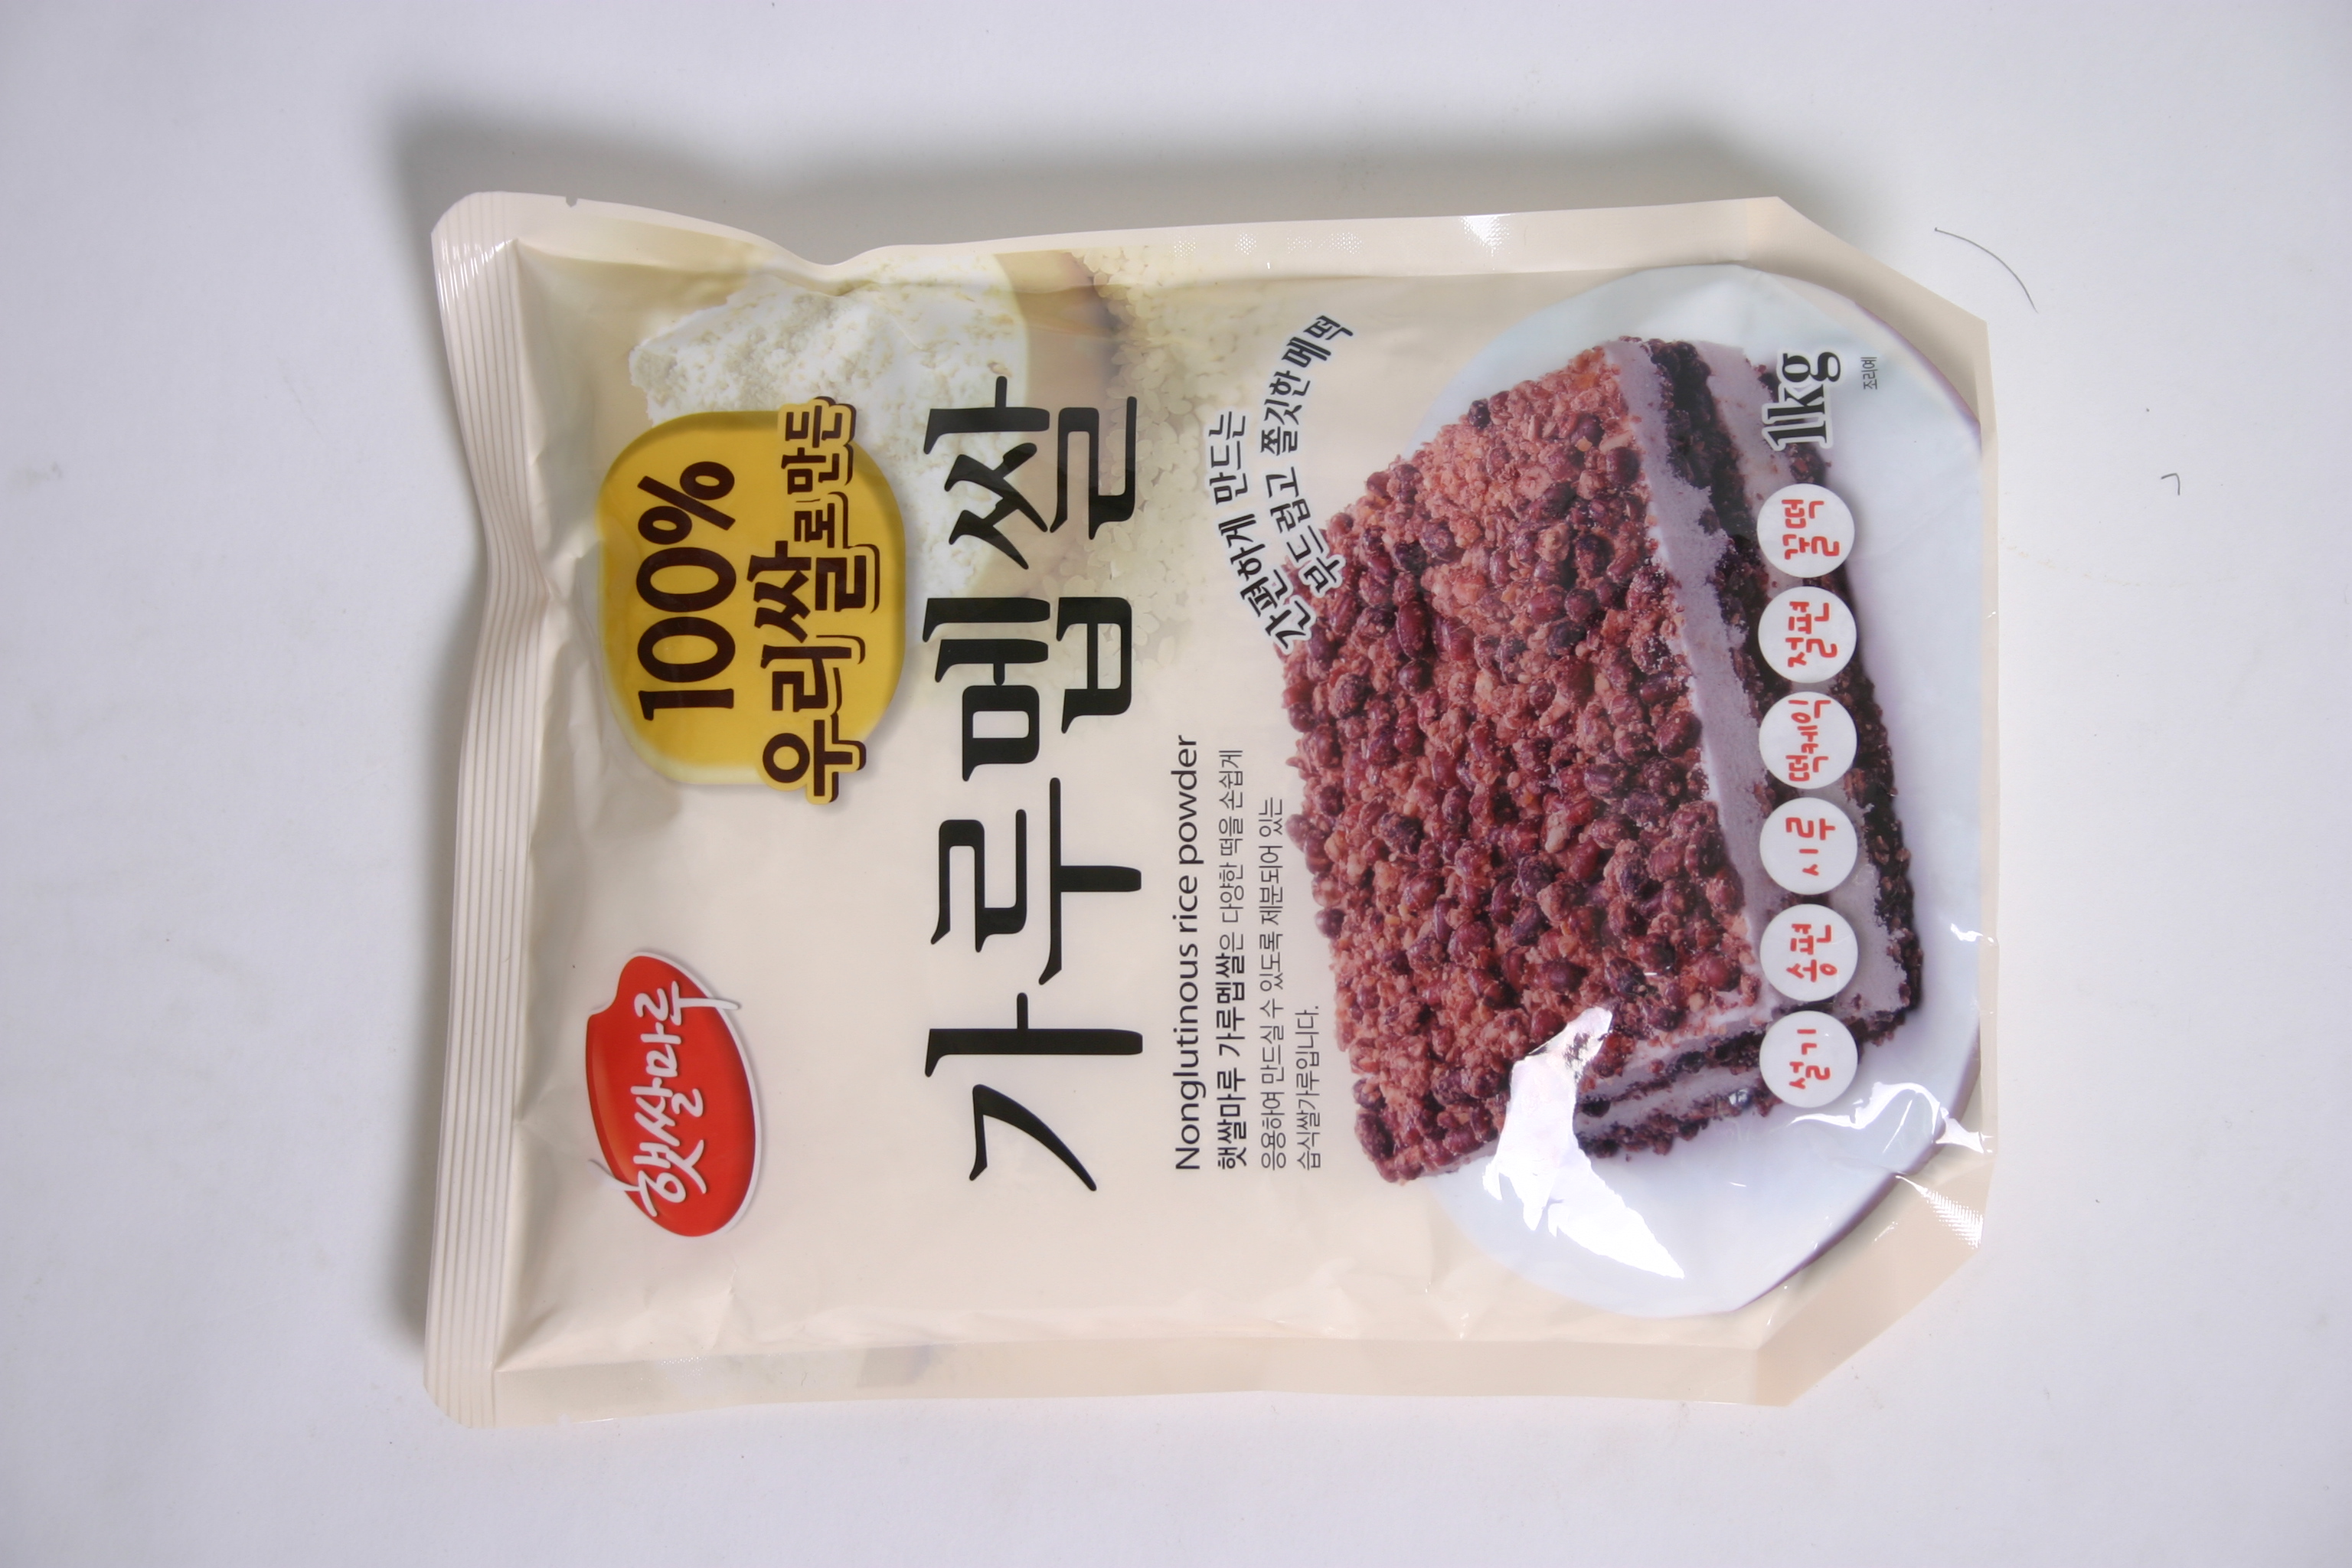 햇쌀마루
100%
우리쌀로만든
가루멥쌀
Nonglutinous rice powder
햇쌀마루 가루멥쌀은 다양한 떡을 손쉽게
응용하여 만드실 수 있도록 제분되어 있는
습식쌀가루입니다.
간편하게 만드는
부드럽고 쫄깃한 메떡
설기
송편
시루
떡케익
절편
꿀떡
1kg
조리예